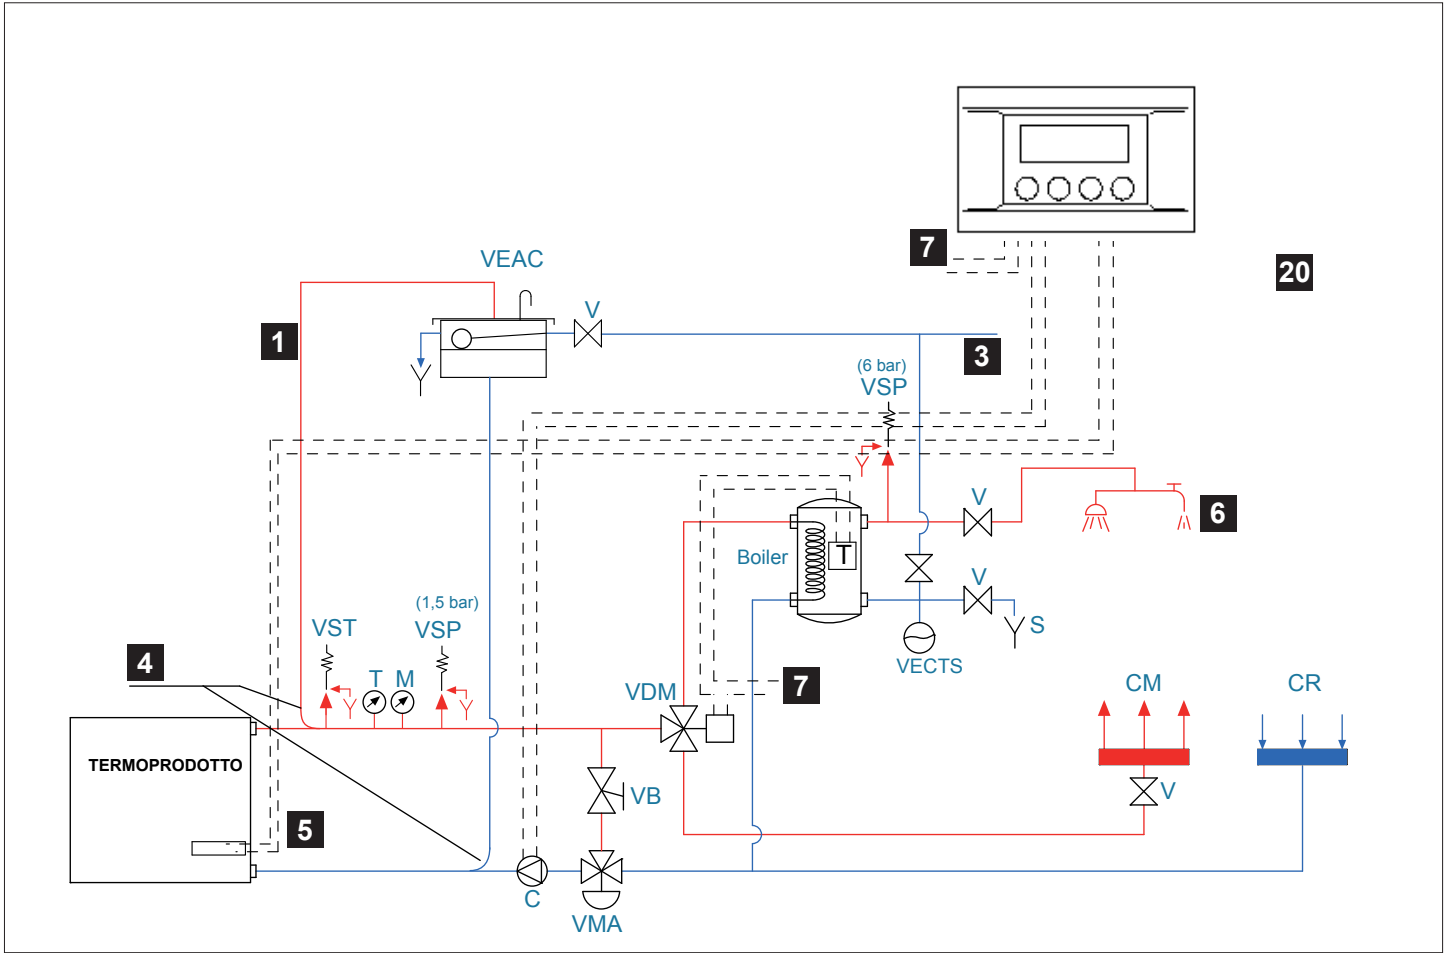 7
20
VEAC
V
1
3
(6 bar)
VSP
V
6
Boiler
T
V
S
(1,5 bar)
VST
VSP
VECTS
4
T M
7
VDM
CM
CR
TERMOPRODOTTO
VB
V
5
C
VMA